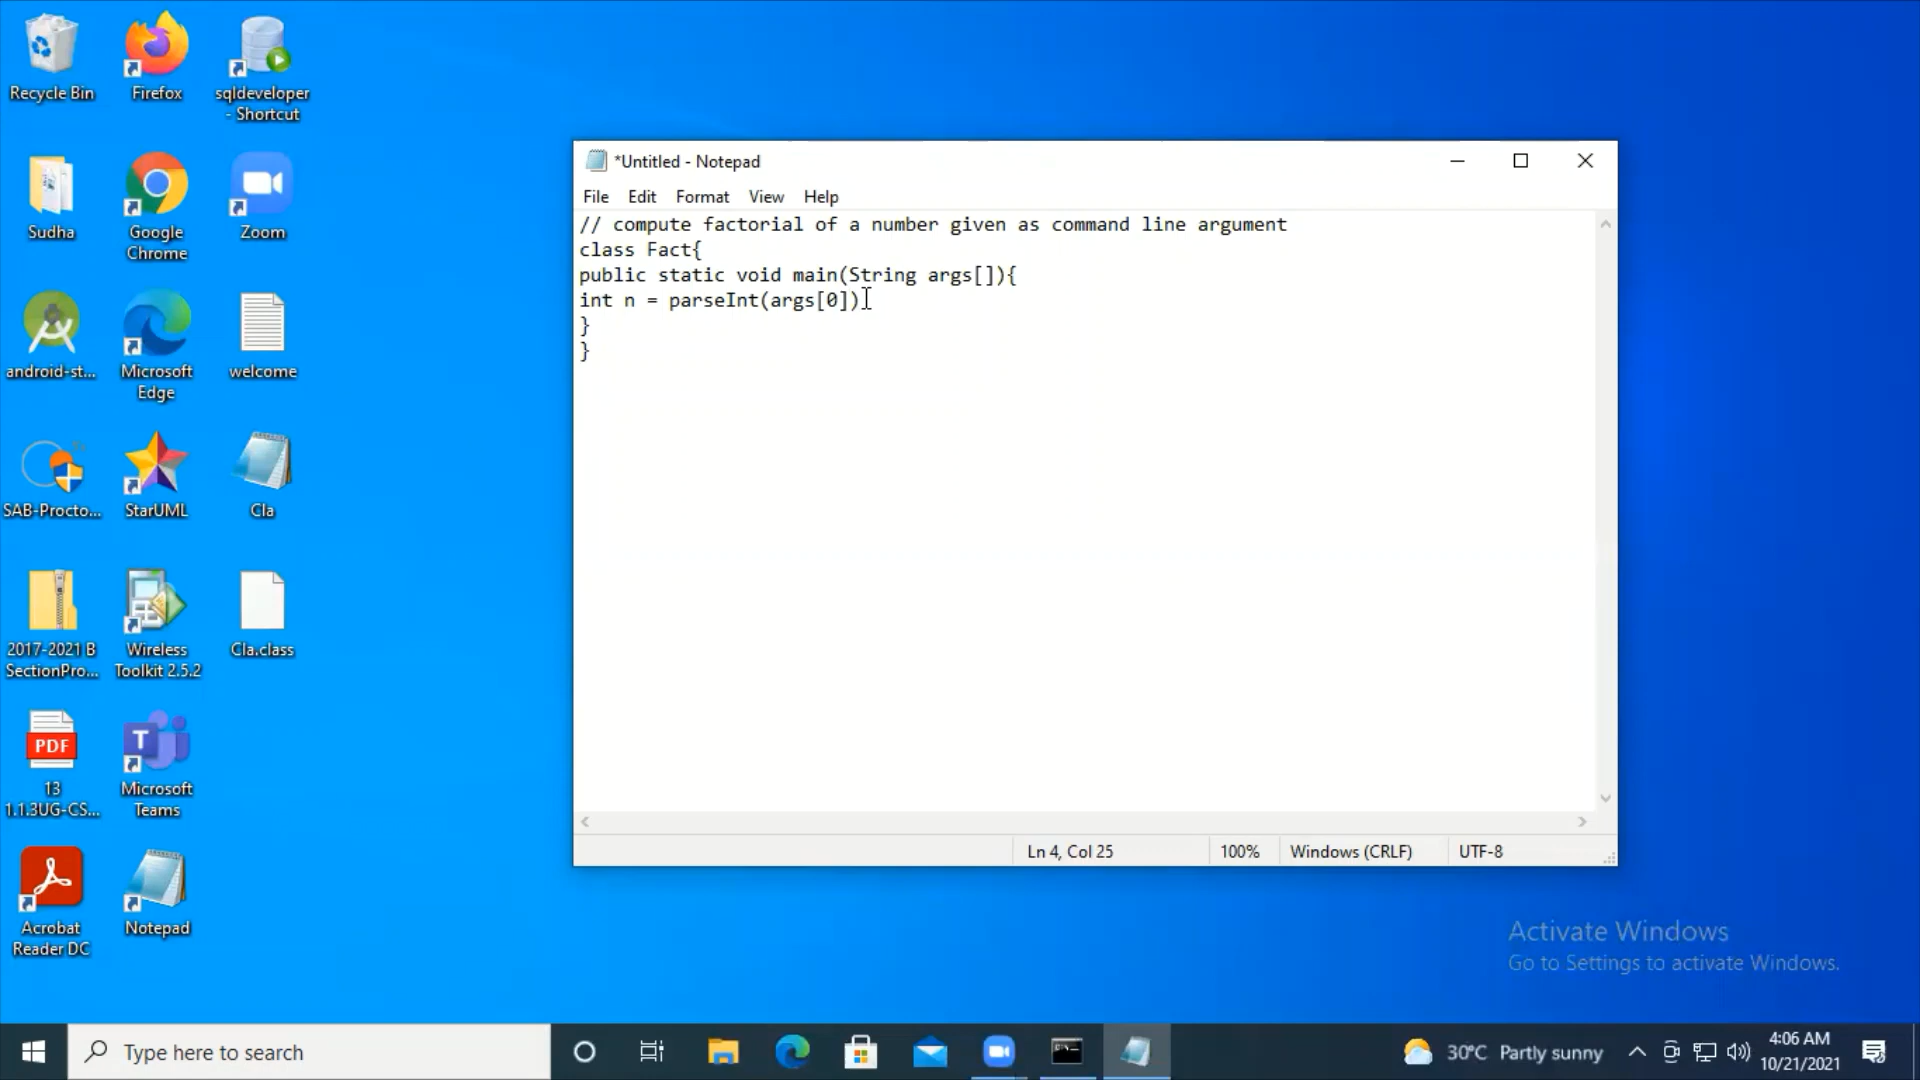 Recycle Bin
Firefox
sqldeveloper
- Shortcut
Sudha
Google
Chrome
Zoom
android-st...
Microsoft
Edge
welcome
SAB-Procto...
StarUML
Cla
2017-2021 B
SectionPro...
Wireless
Toolkit 2.5.2
Cla.class
PDF
13
1.1.3UG-CS...
T
Microsoft
Teams
Acrobat
Reader DC
Notepad
*Untitled - Notepad
File Edit Format View Help
// compute factorial of a number given as command line argument
class Fact{
public static void main(String args[]){
int n = parseInt(args[0])
}
}
Ln 4, Col 25
100%
Windows (CRLF)
UTF-8
Activate Windows
Go to Settings to activate Windows.
Type here to search
30°C Partly sunny
4:06 AM
10/21/2021